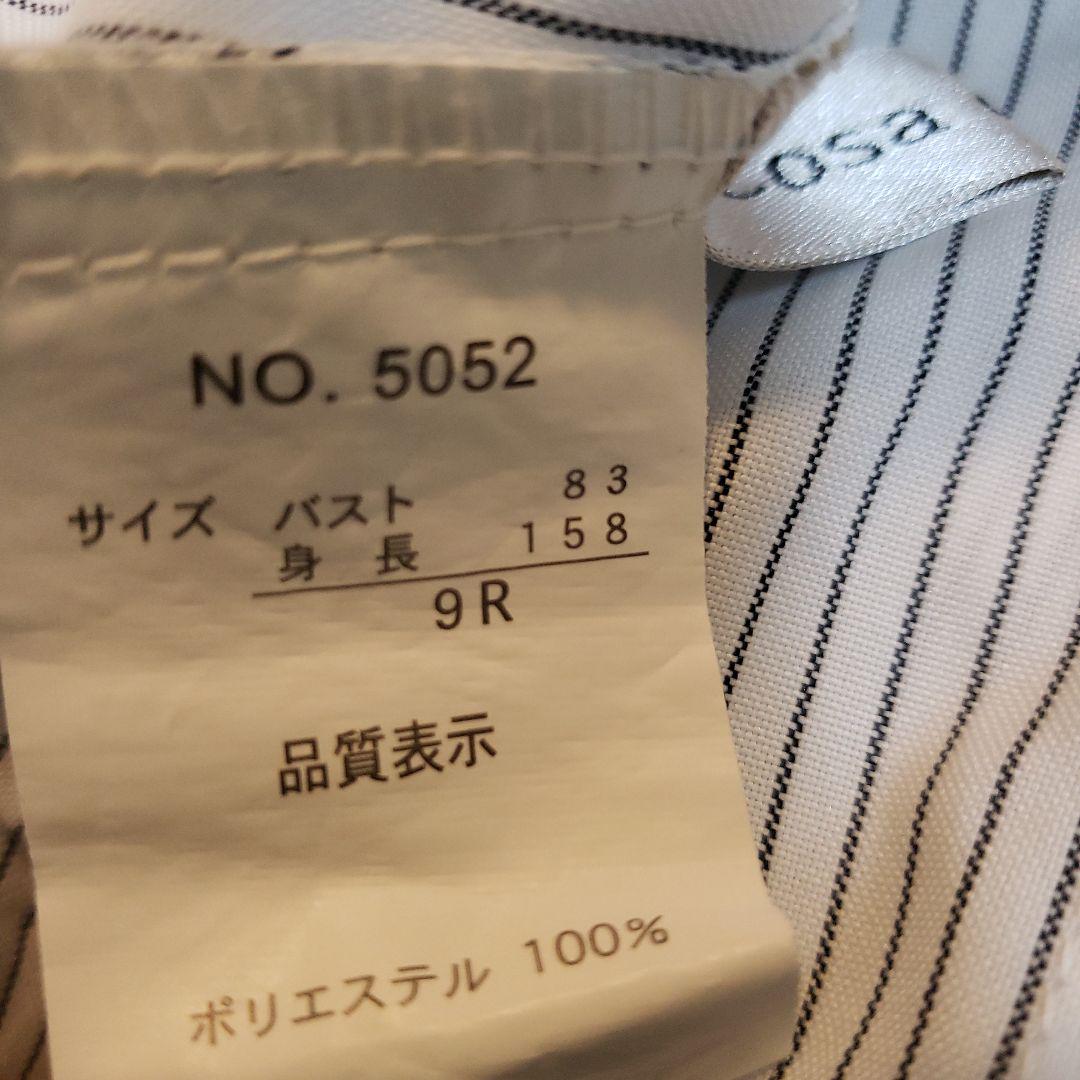 NO. 5052
サイズ バスト 83
身長 158
9R
品質表示
ポリエステル 100%